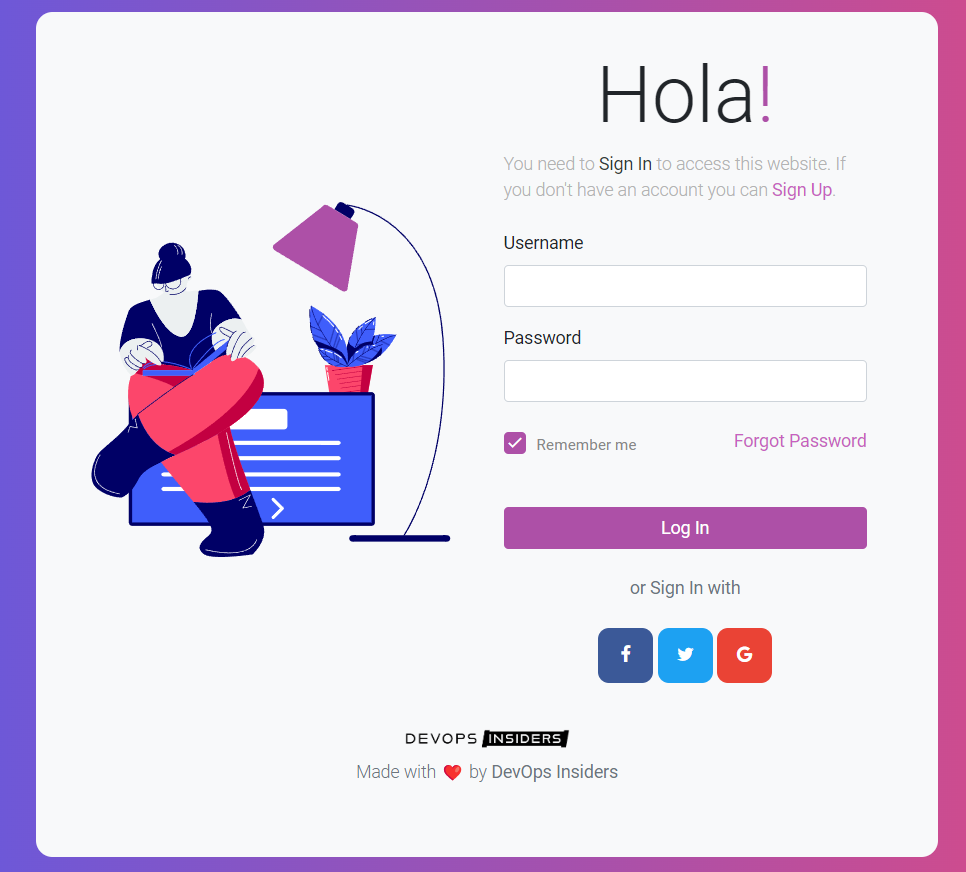 Hola!
You need to Sign In to access this website. If
you don't have an account you can Sign Up.
Username
Password
Remember me
Forgot Password
Log In
or Sign In with
DEVOPS INSIDERS
Made with ❤️ by DevOps Insiders